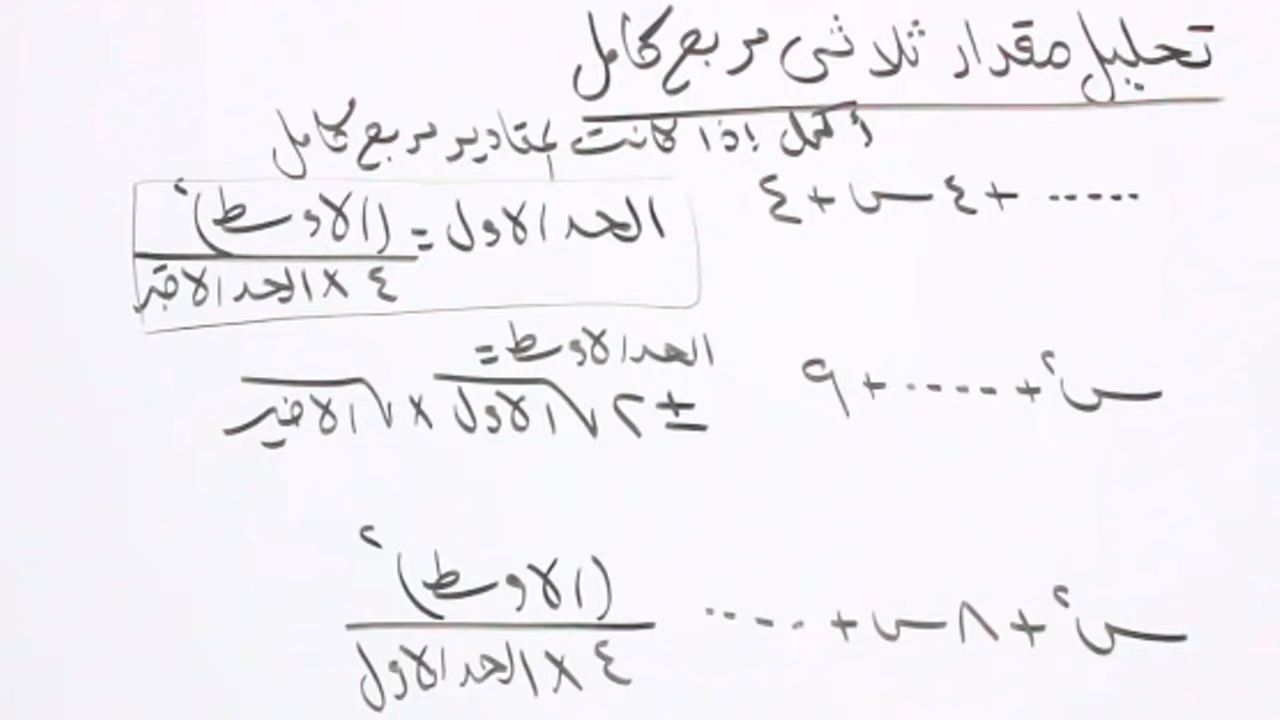 تحليل مقدار ثلاثى مربع كامل
أكمل إذا كانت المقادير مربع كامل
..... + ٤س + ٤
الحد الاول = (الاوسط)²
٤ × الحد الاخير
الحد الاوسط =
س² + ..... + ٩
± ٢ √الاول × √الاخير
س² + ٨س + .....
(الاوسط)²
٤ × الحد الاول